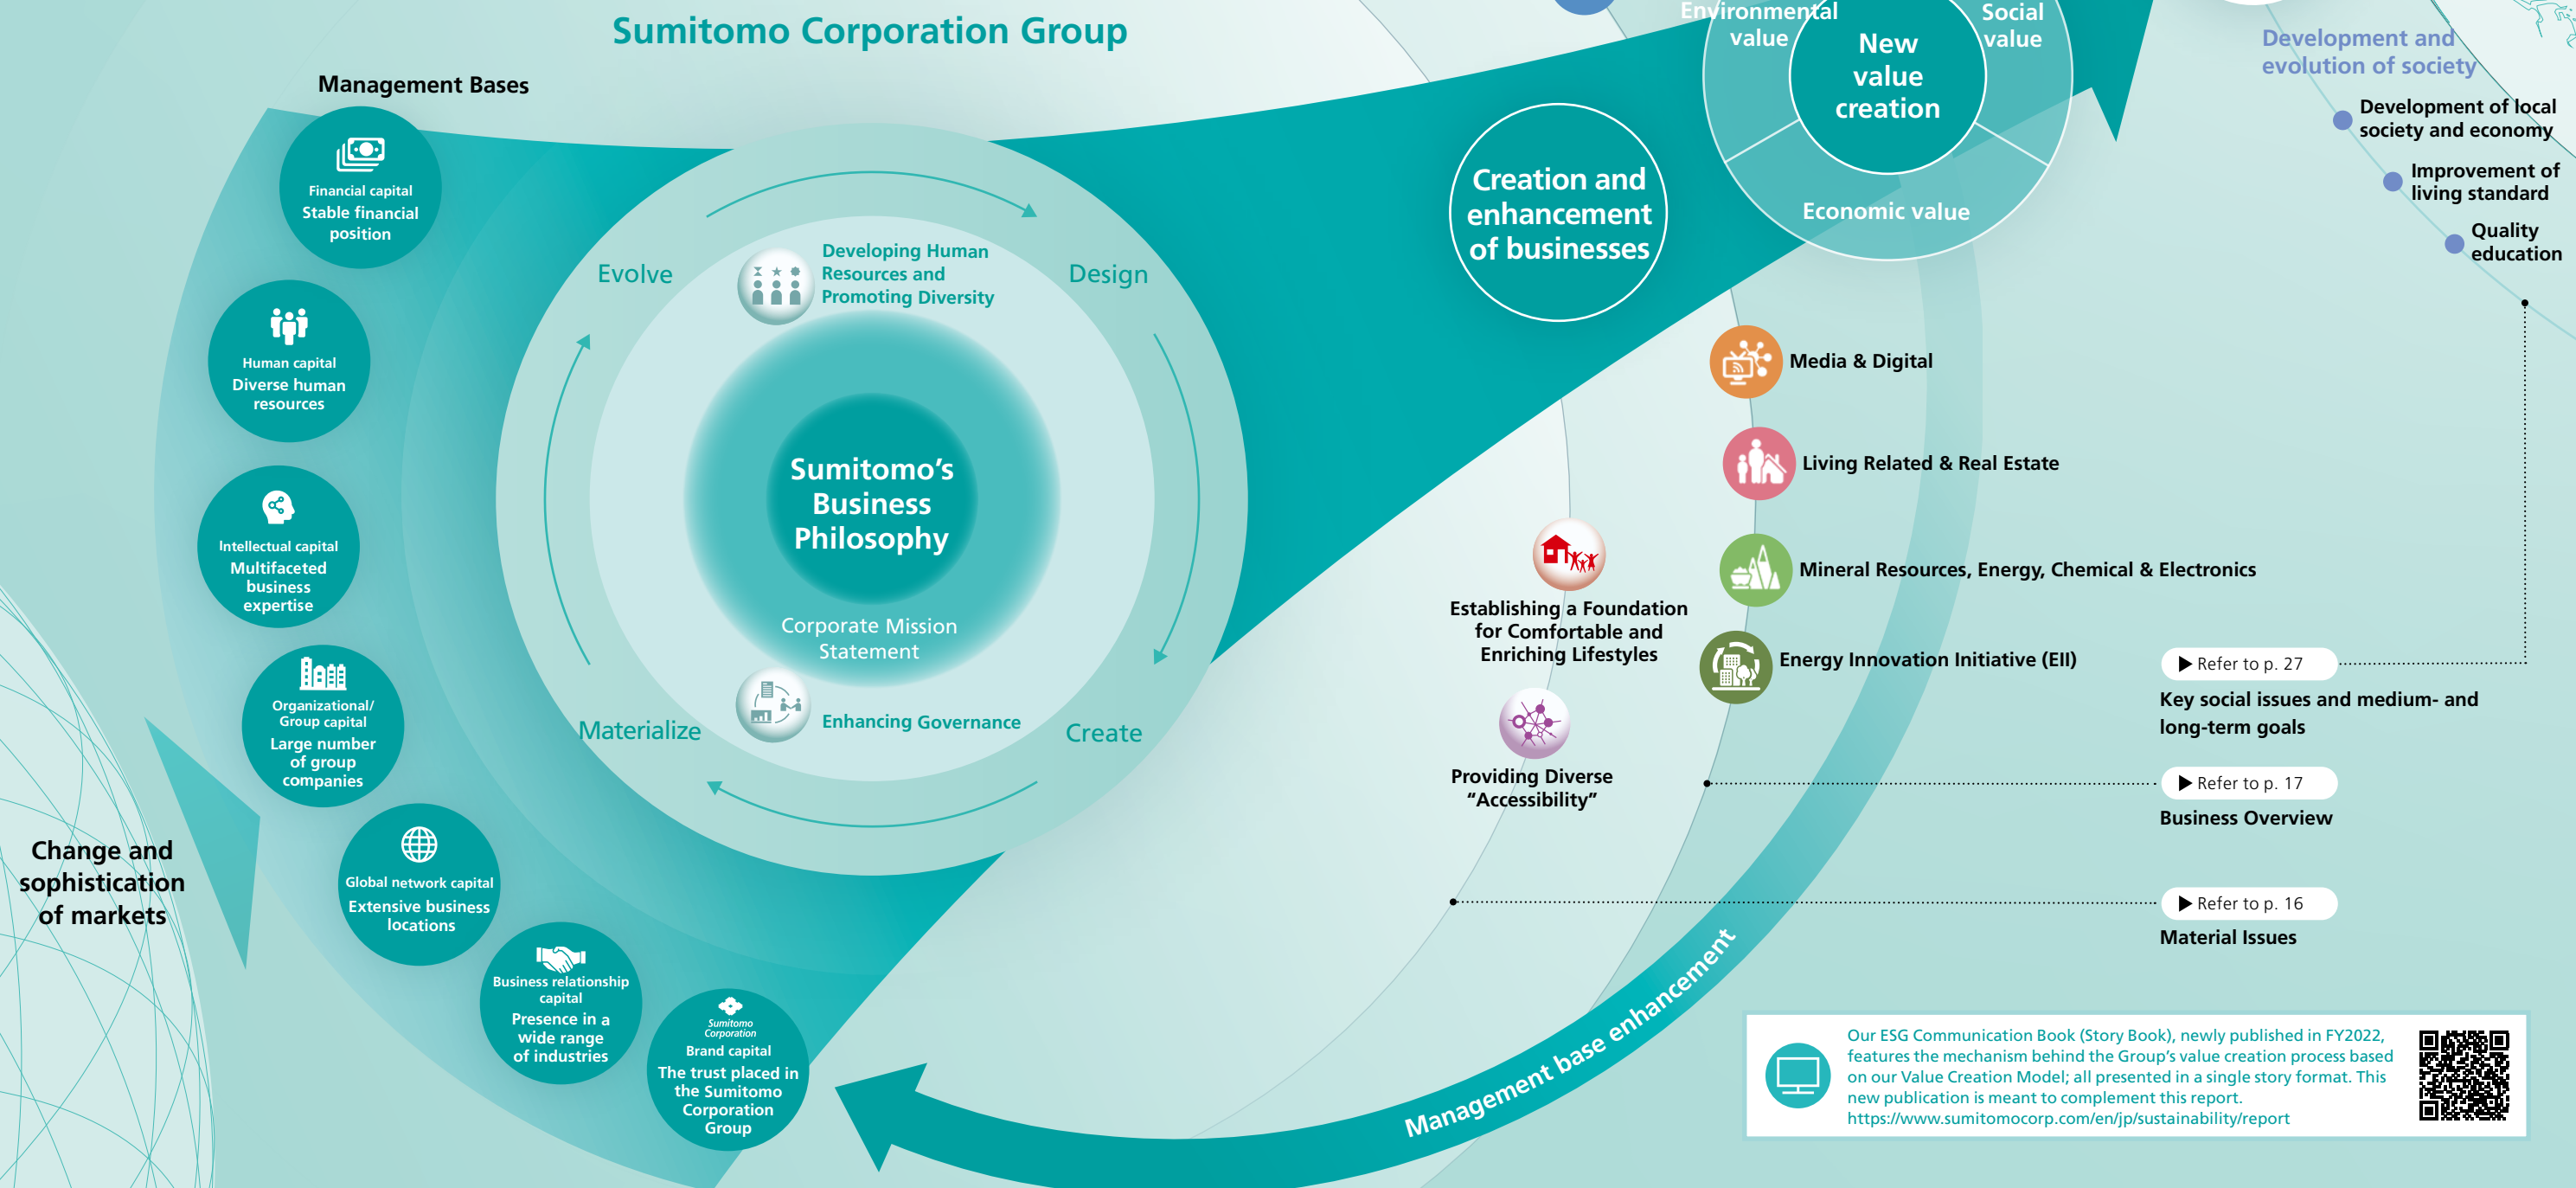 Sumitomo Corporation Group
Management Bases
Financial capital
Stable financial
position
Human capital
Diverse human
resources
Intellectual capital
Multifaceted
business
expertise
Organizational/
Group capital
Large number
of group
companies
Global network capital
Extensive business
locations
Business relationship
capital
Presence in a
wide range
of industries
Sumitomo
Corporation
Brand capital
The trust placed in
the Sumitomo
Corporation
Group
Change and
sophistication
of markets
Evolve
Design
Create
Materialize
Developing Human
Resources and
Promoting Diversity
Sumitomo’s
Business
Philosophy
Corporate Mission
Statement
Enhancing Governance
Creation and
enhancement
of businesses
Environmental
value
Social
value
New
value
creation
Economic value
Development and
evolution of society
Development of local
society and economy
Improvement of
living standard
Quality
education
Media & Digital
Living Related & Real Estate
Mineral Resources, Energy, Chemical & Electronics
Energy Innovation Initiative (EII)
Establishing a Foundation
for Comfortable and
Enriching Lifestyles
Providing Diverse
“Accessibility”
▶ Refer to p. 27
Key social issues and medium- and
long-term goals
▶ Refer to p. 17
Business Overview
▶ Refer to p. 16
Material Issues
Management base enhancement
Our ESG Communication Book (Story Book), newly published in FY2022,
features the mechanism behind the Group’s value creation process based
on our Value Creation Model; all presented in a single story format. This
new publication is meant to complement this report.
https://www.sumitomocorp.com/en/jp/sustainability/report